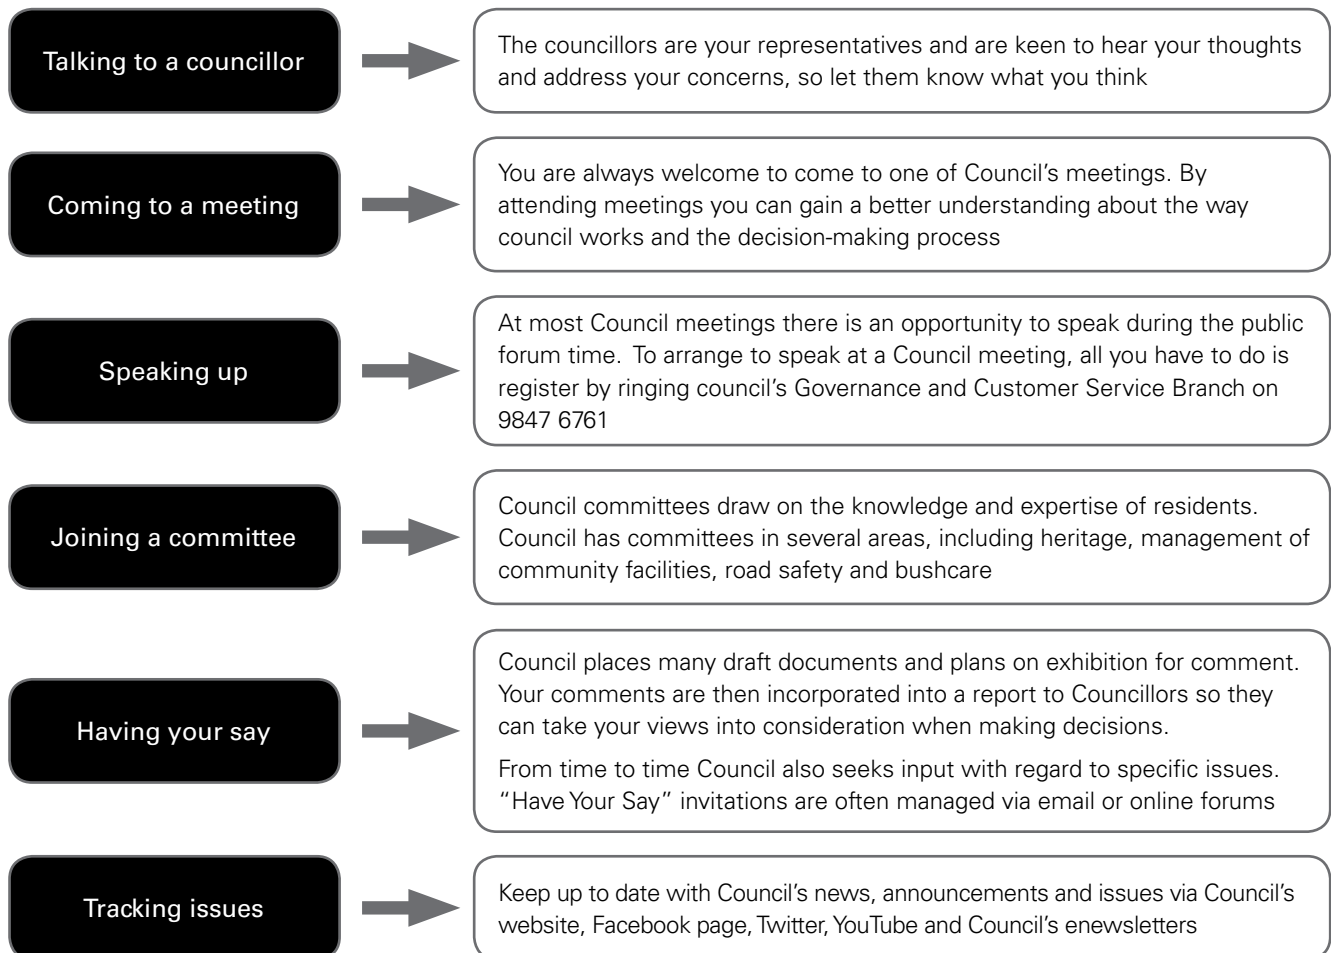 Talking to a councillor
The councillors are your representatives and are keen to hear your thoughts
and address your concerns, so let them know what you think
Coming to a meeting
You are always welcome to come to one of Council’s meetings. By
attending meetings you can gain a better understanding about the way
council works and the decision-making process
Speaking up
At most Council meetings there is an opportunity to speak during the public
forum time. To arrange to speak at a Council meeting, all you have to do is
register by ringing council’s Governance and Customer Service Branch on
9847 6761
Joining a committee
Council committees draw on the knowledge and expertise of residents.
Council has committees in several areas, including heritage, management of
community facilities, road safety and bushcare
Having your say
Council places many draft documents and plans on exhibition for comment.
Your comments are then incorporated into a report to Councillors so they
can take your views into consideration when making decisions.
From time to time Council also seeks input with regard to specific issues.
“Have Your Say” invitations are often managed via email or online forums
Tracking issues
Keep up to date with Council’s news, announcements and issues via Council’s
website, Facebook page, Twitter, YouTube and Council’s enewsletters